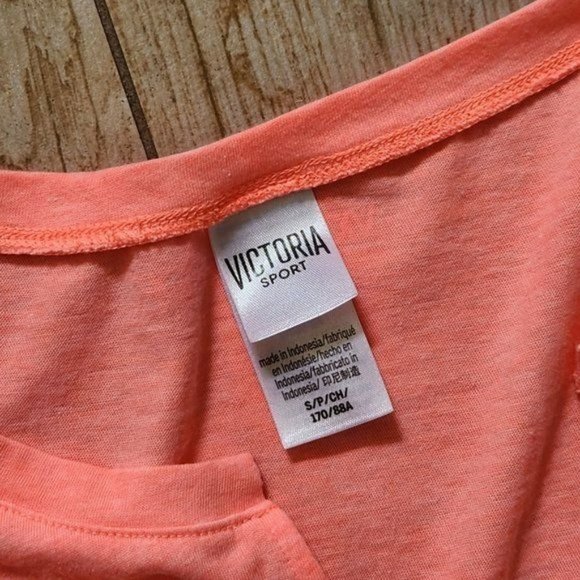 VICTORIA
SPORT
made in Indonesia/fabriqué
en Indonésie/hecho en
Indonesia/fabbricato in
Indonesia/ 印尼制造
S/P/CH/
170/88A